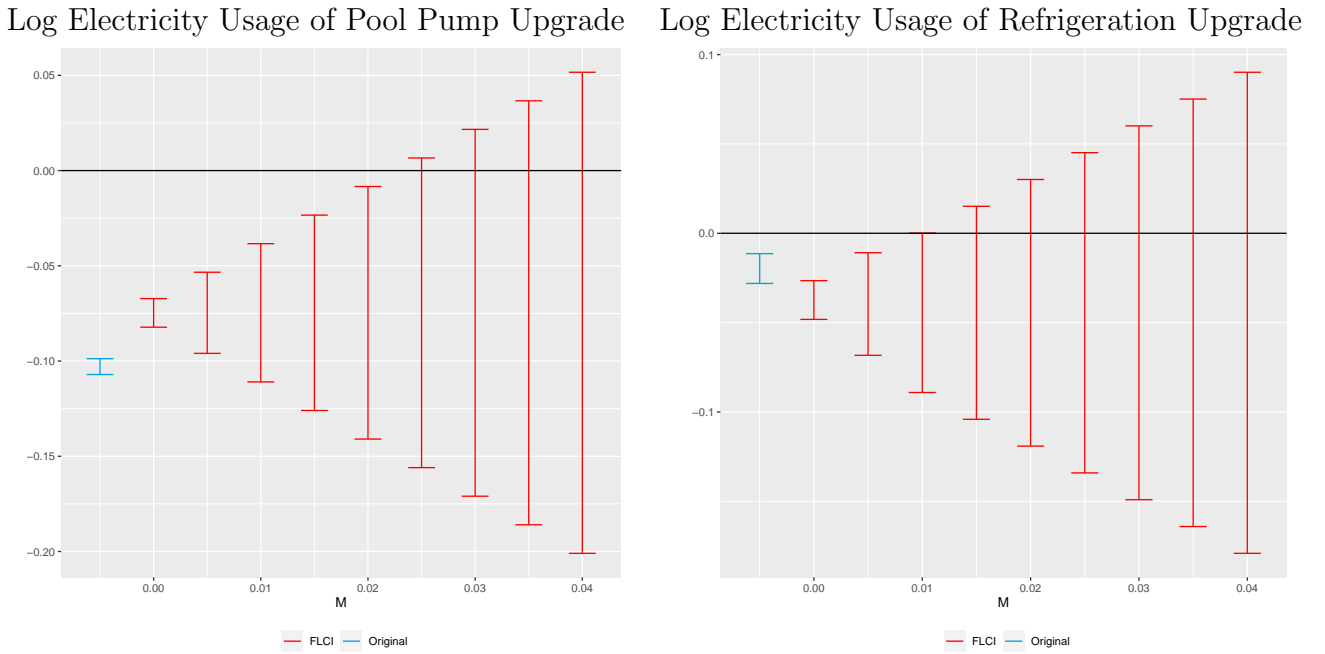 Log Electricity Usage of Pool Pump Upgrade
0.05
0.00
−0.05
−0.10
−0.15
−0.20
0.00 0.01 0.02 0.03 0.04
M
FLCI Original
Log Electricity Usage of Refrigeration Upgrade
0.1
0.0
−0.1
0.00 0.01 0.02 0.03 0.04
M
FLCI Original